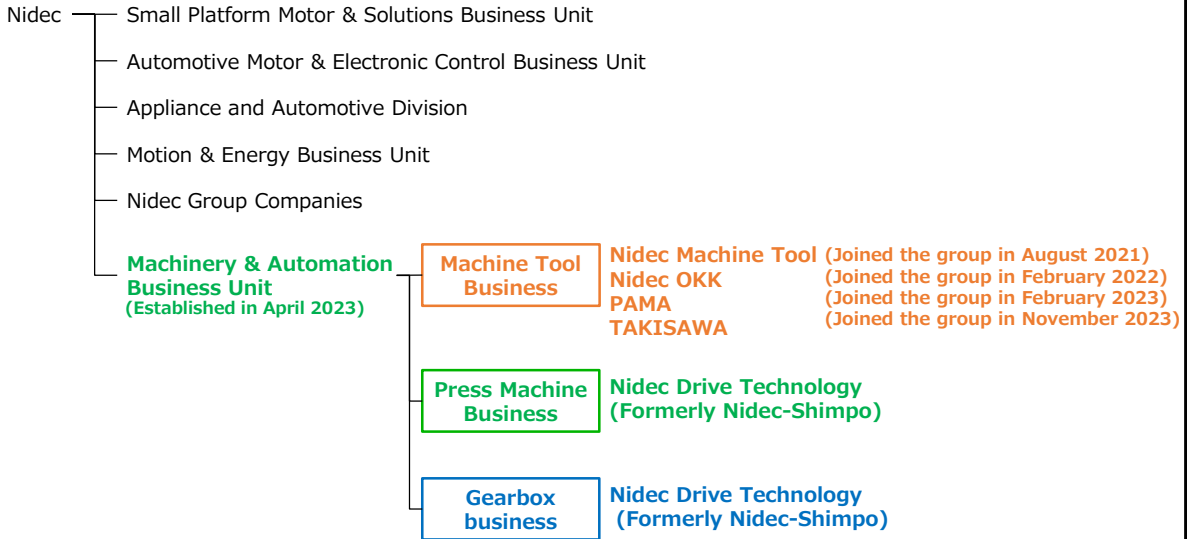 Nidec
Small Platform Motor & Solutions Business Unit
Automotive Motor & Electronic Control Business Unit
Appliance and Automotive Division
Motion & Energy Business Unit
Nidec Group Companies
Machinery & Automation
Business Unit
(Established in April 2023)
Machine Tool
Business
Nidec Machine Tool (Joined the group in August 2021)
Nidec OKK (Joined the group in February 2022)
PAMA (Joined the group in February 2023)
TAKISAWA (Joined the group in November 2023)
Press Machine
Business
Nidec Drive Technology
(Formerly Nidec-Shimpo)
Gearbox
business
Nidec Drive Technology
(Formerly Nidec-Shimpo)